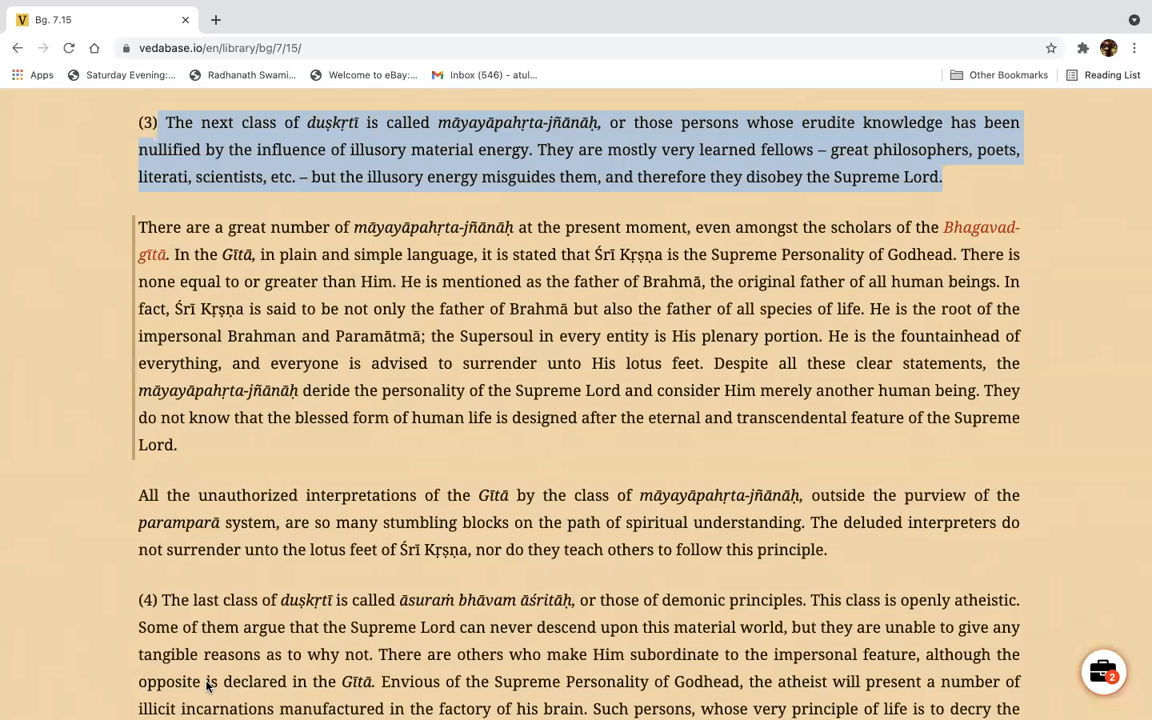 Bg. 7.15
vedabase.io/en/library/bg/7/15/
Apps
Saturday Evening:...
Radhanath Swami...
Welcome to eBay:...
Inbox (546) – atul...
Other Bookmarks
Reading List
(3) The next class of duṣkṛtī is called māyayāpahṛta-jñānāḥ, or those persons whose erudite knowledge has been
nullified by the influence of illusory material energy. They are mostly very learned fellows – great philosophers, poets,
literati, scientists, etc. – but the illusory energy misguides them, and therefore they disobey the Supreme Lord.
There are a great number of māyayāpahṛta-jñānāḥ at the present moment, even amongst the scholars of the Bhagavad-
gītā. In the Gītā, in plain and simple language, it is stated that Śrī Kṛṣṇa is the Supreme Personality of Godhead. There is
none equal to or greater than Him. He is mentioned as the father of Brahmā, the original father of all human beings. In
fact, Śrī Kṛṣṇa is said to be not only the father of Brahmā but also the father of all species of life. He is the root of the
impersonal Brahman and Paramātmā; the Supersoul in every entity is His plenary portion. He is the fountainhead of
everything, and everyone is advised to surrender unto His lotus feet. Despite all these clear statements, the
māyayāpahṛta-jñānāḥ deride the personality of the Supreme Lord and consider Him merely another human being. They
do not know that the blessed form of human life is designed after the eternal and transcendental feature of the Supreme
Lord.
All the unauthorized interpretations of the Gītā by the class of māyayāpahṛta-jñānāḥ, outside the purview of the
paramparā system, are so many stumbling blocks on the path of spiritual understanding. The deluded interpreters do
not surrender unto the lotus feet of Śrī Kṛṣṇa, nor do they teach others to follow this principle.
(4) The last class of duṣkṛtī is called āsuraṁ bhāvam āśritāḥ, or those of demonic principles. This class is openly atheistic.
Some of them argue that the Supreme Lord can never descend upon this material world, but they are unable to give any
tangible reasons as to why not. There are others who make Him subordinate to the impersonal feature, although the
opposite is declared in the Gītā. Envious of the Supreme Personality of Godhead, the atheist will present a number of
illicit incarnations manufactured in the factory of his brain. Such persons, whose very principle of life is to decry the
2